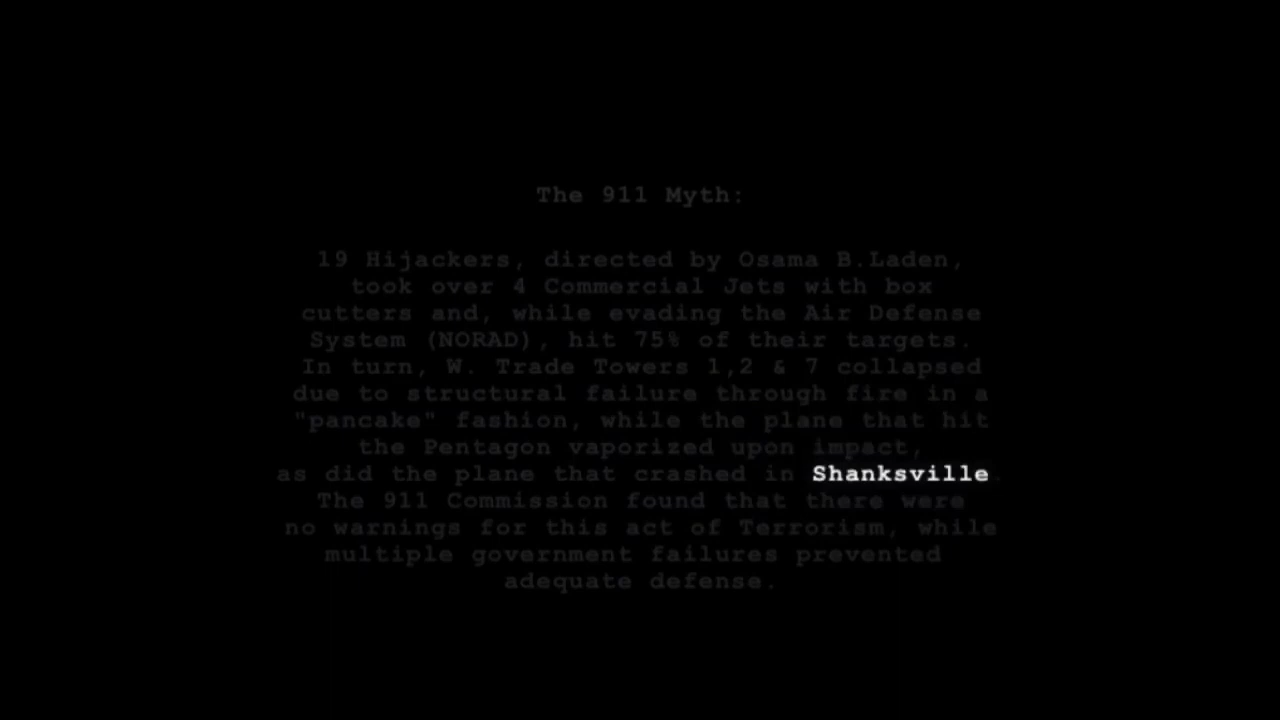 The 911 Myth:
19 Hijackers, directed by Osama B.Laden,
took over 4 Commercial Jets with box
cutters and, while evading the Air Defense
System (NORAD), hit 75% of their targets.
In turn, W. Trade Towers 1,2 & 7 collapsed
due to structural failure through fire in a
"pancake" fashion, while the plane that hit
the Pentagon vaporized upon impact,
as did the plane that crashed in Shanksville.
The 911 Commission found that there were
no warnings for this act of Terrorism, while
multiple government failures prevented
adequate defense.